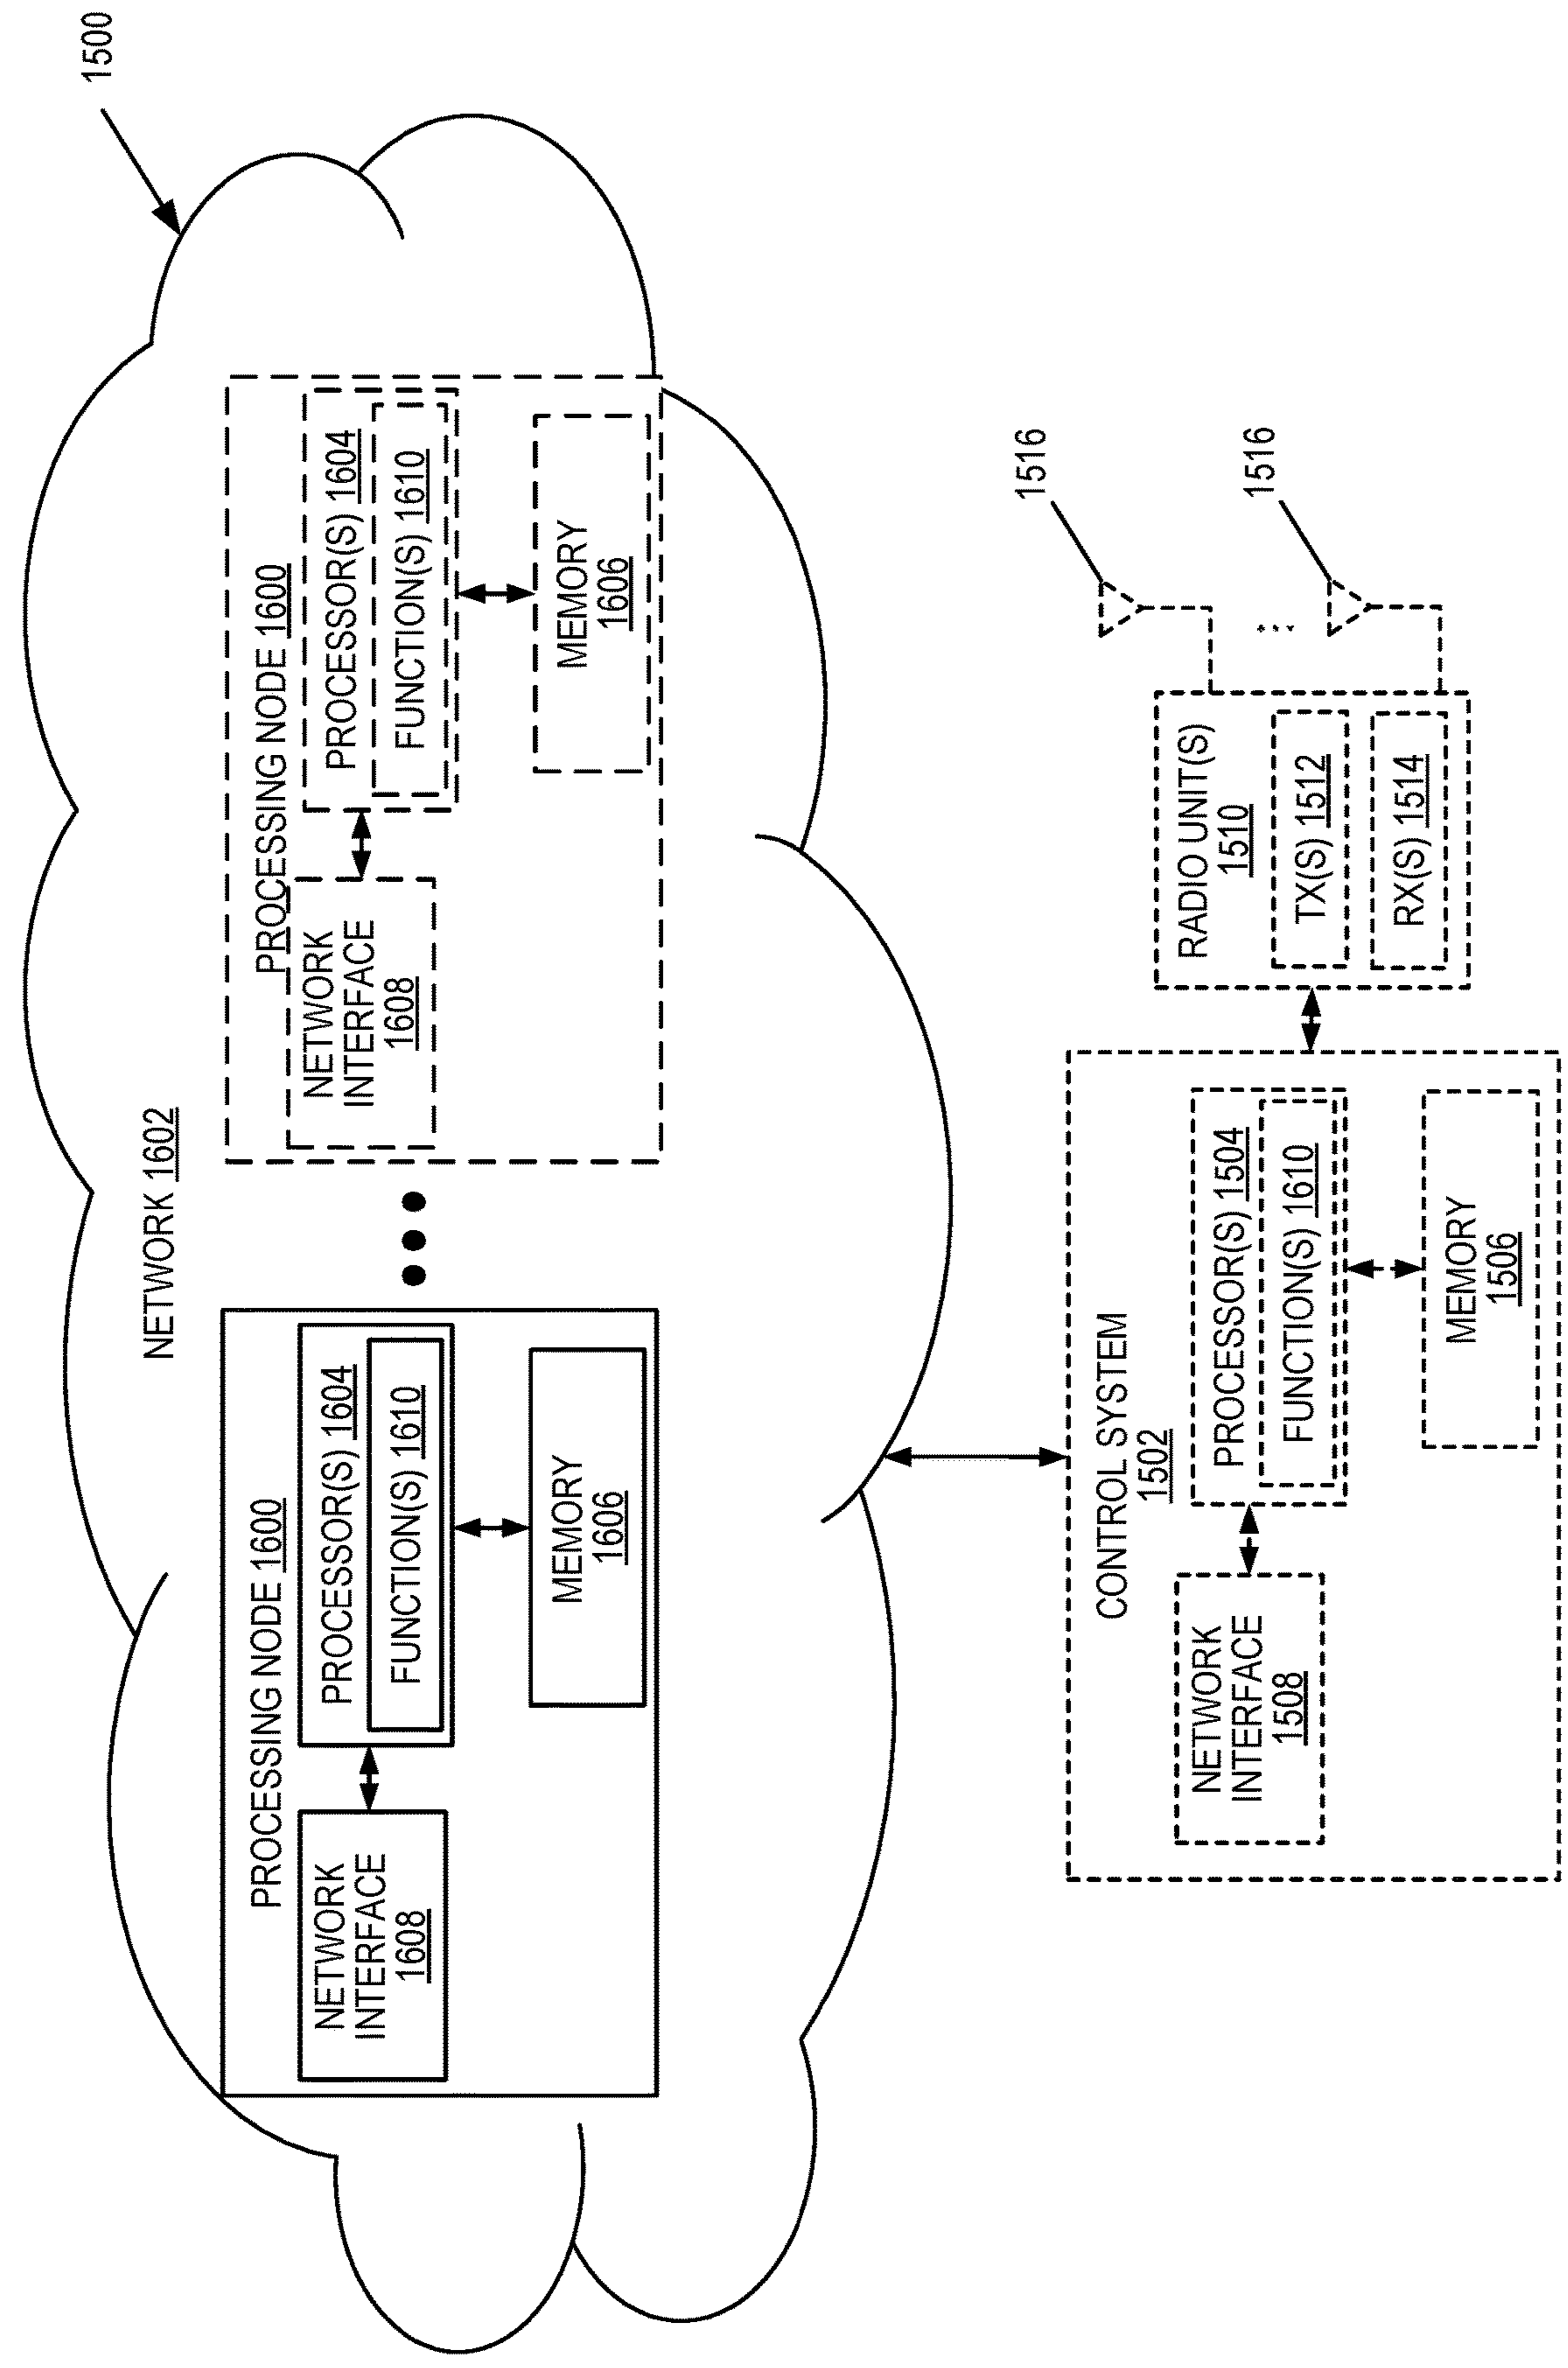 1500
NETWORK 1602
PROCESSING NODE 1600
NETWORK
INTERFACE
1608
PROCESSOR(S) 1604
FUNCTION(S) 1610
MEMORY
1606
PROCESSING NODE 1600
NETWORK
INTERFACE
1608
PROCESSOR(S) 1604
FUNCTION(S) 1610
MEMORY
1606
CONTROL SYSTEM
1502
NETWORK
INTERFACE
1508
PROCESSOR(S) 1504
FUNCTION(S) 1610
MEMORY
1506
RADIO UNIT(S)
1510
TX(S) 1512
RX(S) 1514
1516
1516